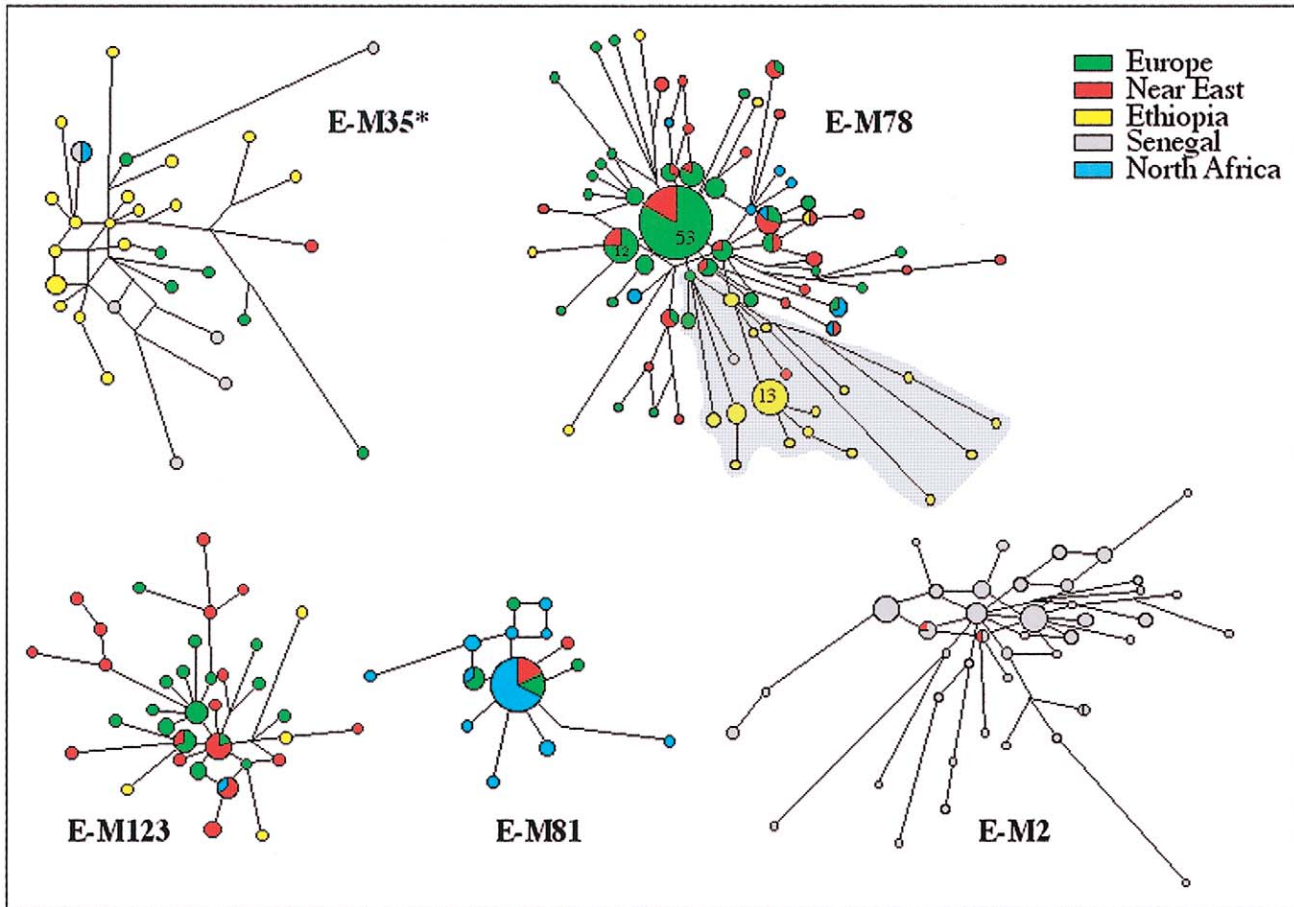 E-M35*
E-M78
Europe
Near East
Ethiopia
Senegal
North Africa
53
12
13
E-M123
E-M81
E-M2